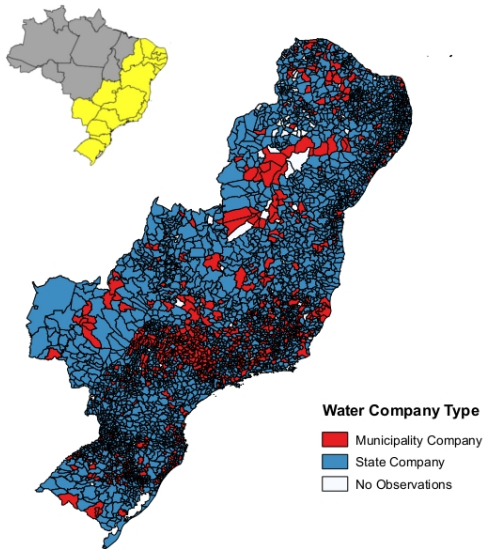 Water Company Type
Municipality Company
State Company
No Observations